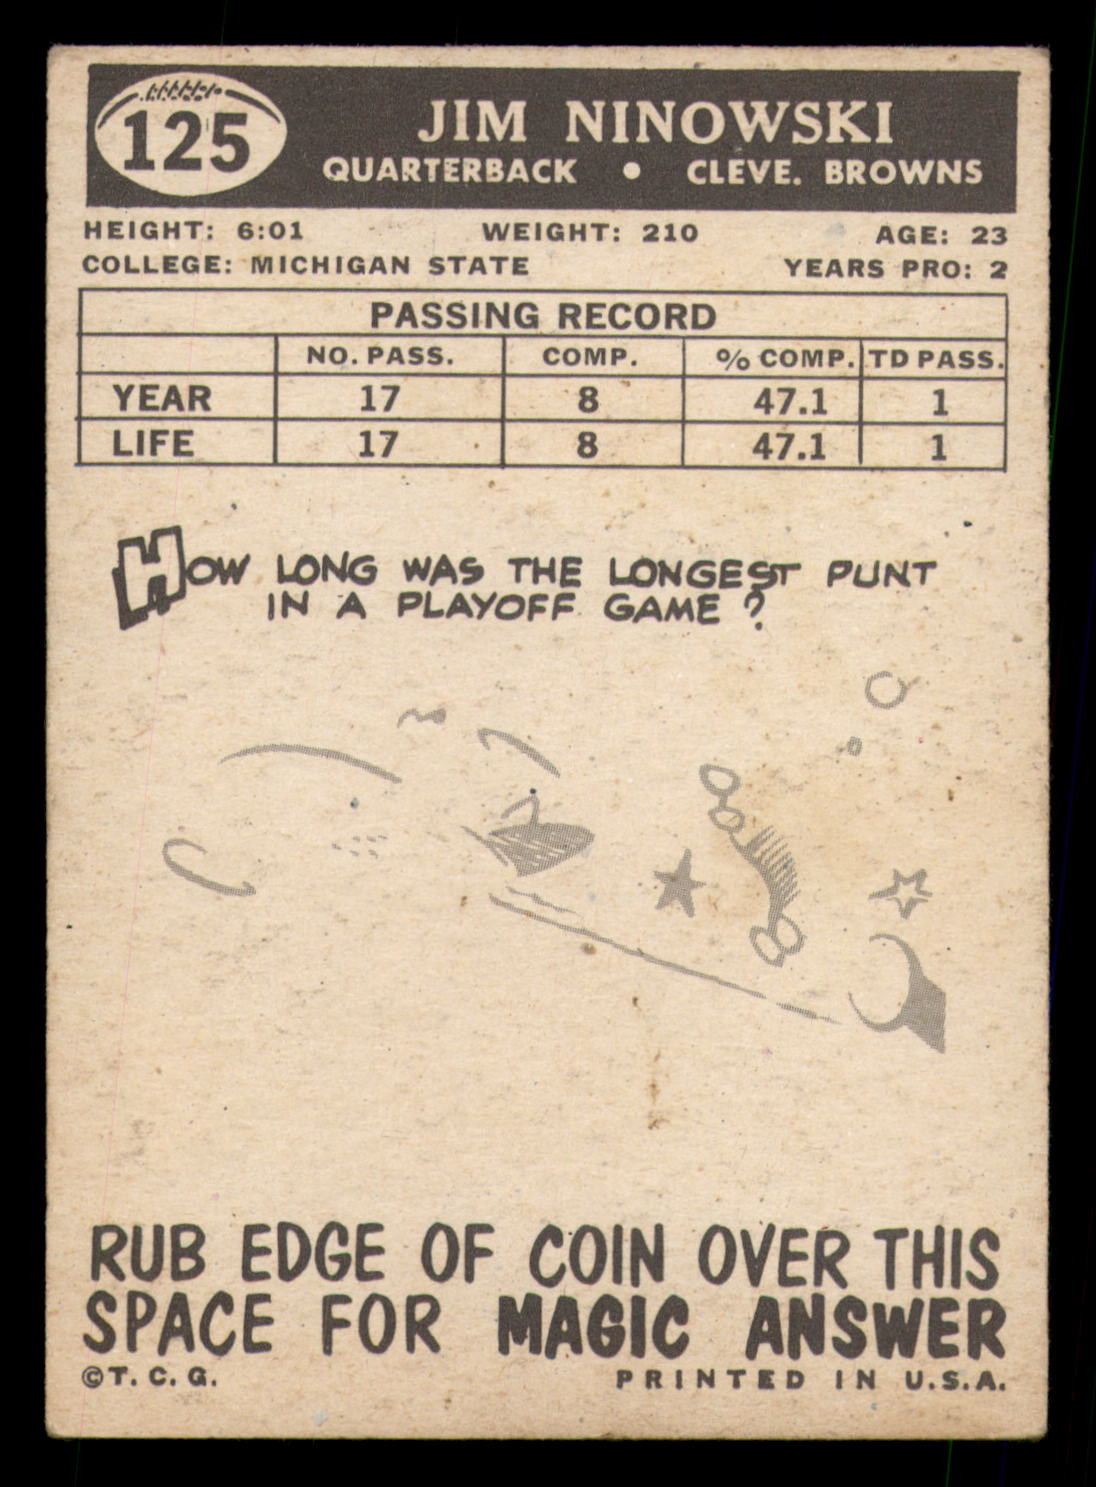 125
JIM NINOWSKI
QUARTERBACK • CLEVE. BROWNS
HEIGHT: 6:01 WEIGHT: 210 AGE: 23
COLLEGE: MICHIGAN STATE YEARS PRO: 2
PASSING RECORD
NO. PASS. COMP. % COMP. TD PASS.
YEAR 17 8 47.1 1
LIFE 17 8 47.1 1
HOW LONG WAS THE LONGEST PUNT
IN A PLAYOFF GAME?
RUB EDGE OF COIN OVER THIS
SPACE FOR MAGIC ANSWER
©T. C. G. PRINTED IN U.S.A.